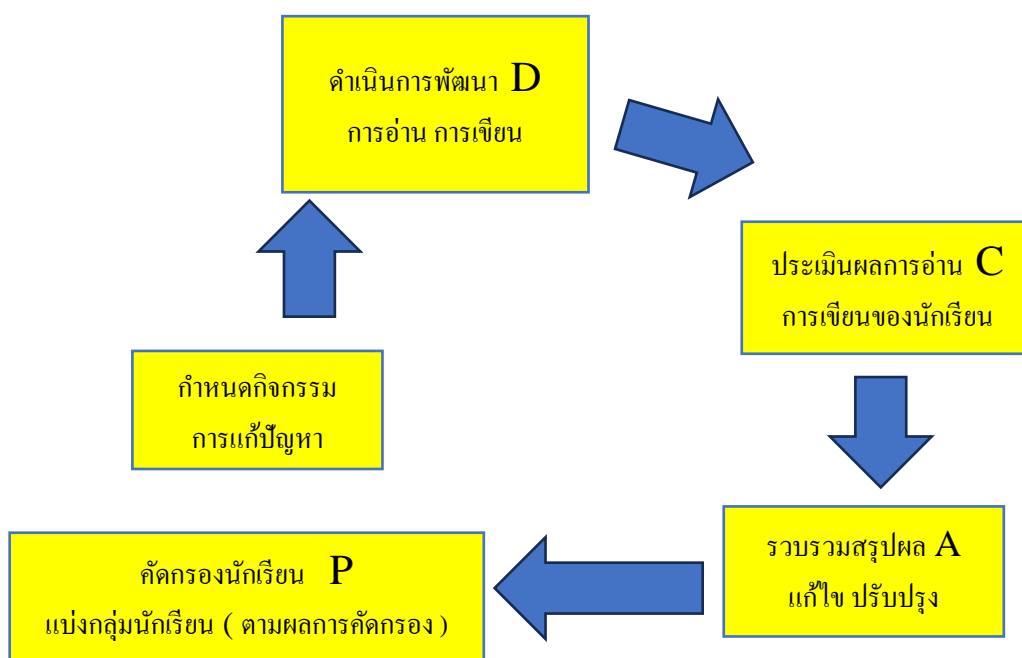 ดำเนินการพัฒนา D
การอ่าน การเขียน
ประเมินผลการอ่าน C
การเขียนของนักเรียน
กำหนดกิจกรรม
การแก้ปัญหา
รวบรวมสรุปผล A
แก้ไข ปรับปรุง
คัดกรองนักเรียน P
แบ่งกลุ่มนักเรียน ( ตามผลการคัดกรอง )